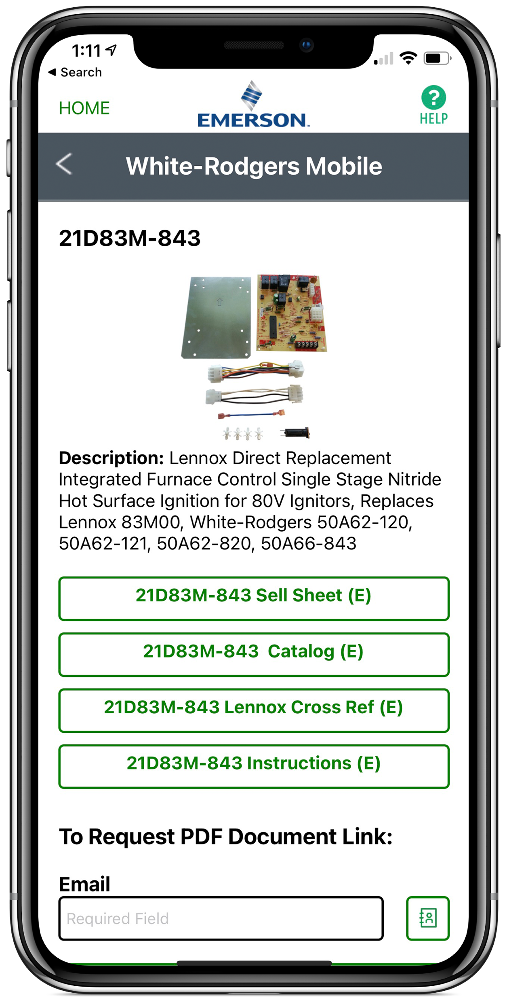 1:11
◀ Search
HOME
EMERSON™
?
HELP
White-Rodgers Mobile
21D83M-843
Description: Lennox Direct Replacement
Integrated Furnace Control Single Stage Nitride
Hot Surface Ignition for 80V Ignitors, Replaces
Lennox 83M00, White-Rodgers 50A62-120,
50A62-121, 50A62-820, 50A66-843
21D83M-843 Sell Sheet (E)
21D83M-843 Catalog (E)
21D83M-843 Lennox Cross Ref (E)
21D83M-843 Instructions (E)
To Request PDF Document Link:
Email
Required Field